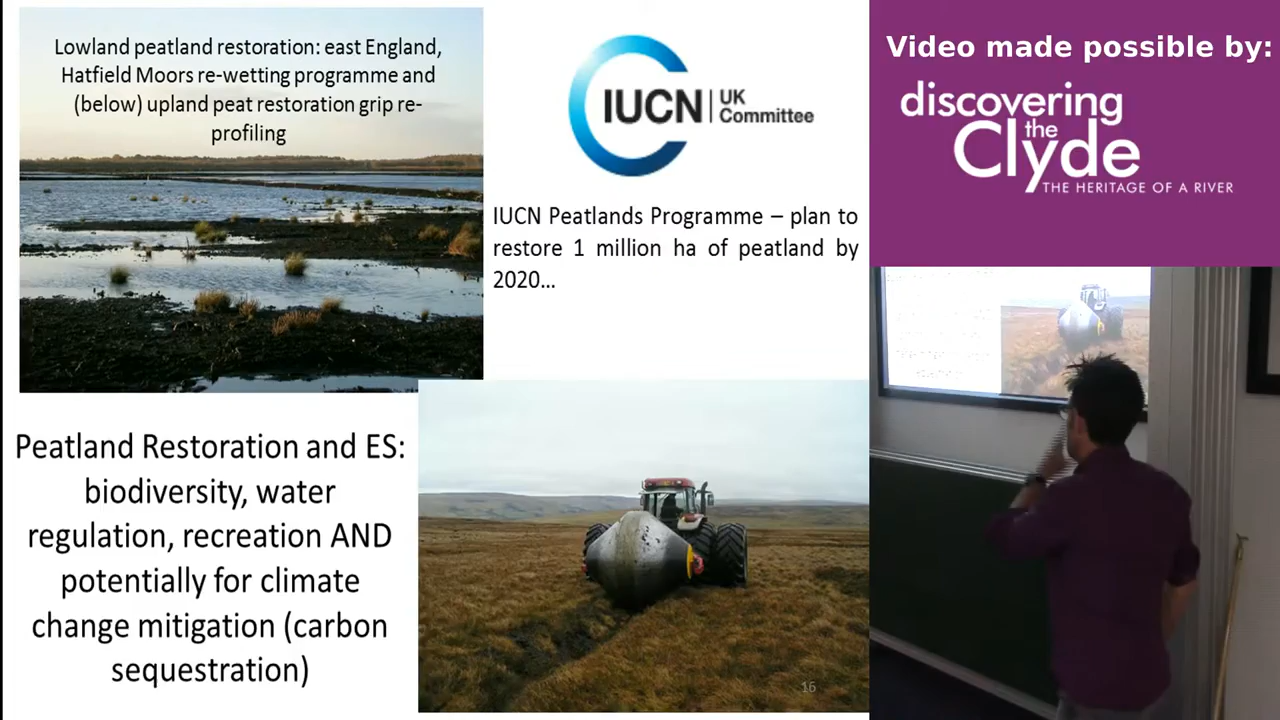 Lowland peatland restoration: east England,
Hatfield Moors re-wetting programme and
(below) upland peat restoration grip re-
profiling
IUCN | UK
Committee
IUCN Peatlands Programme – plan to
restore 1 million ha of peatland by
2020...
Peatland Restoration and ES:
biodiversity, water
regulation, recreation AND
potentially for climate
change mitigation (carbon
sequestration)
16
Video made possible by:
discovering
the
Clyde
THE HERITAGE OF A RIVER